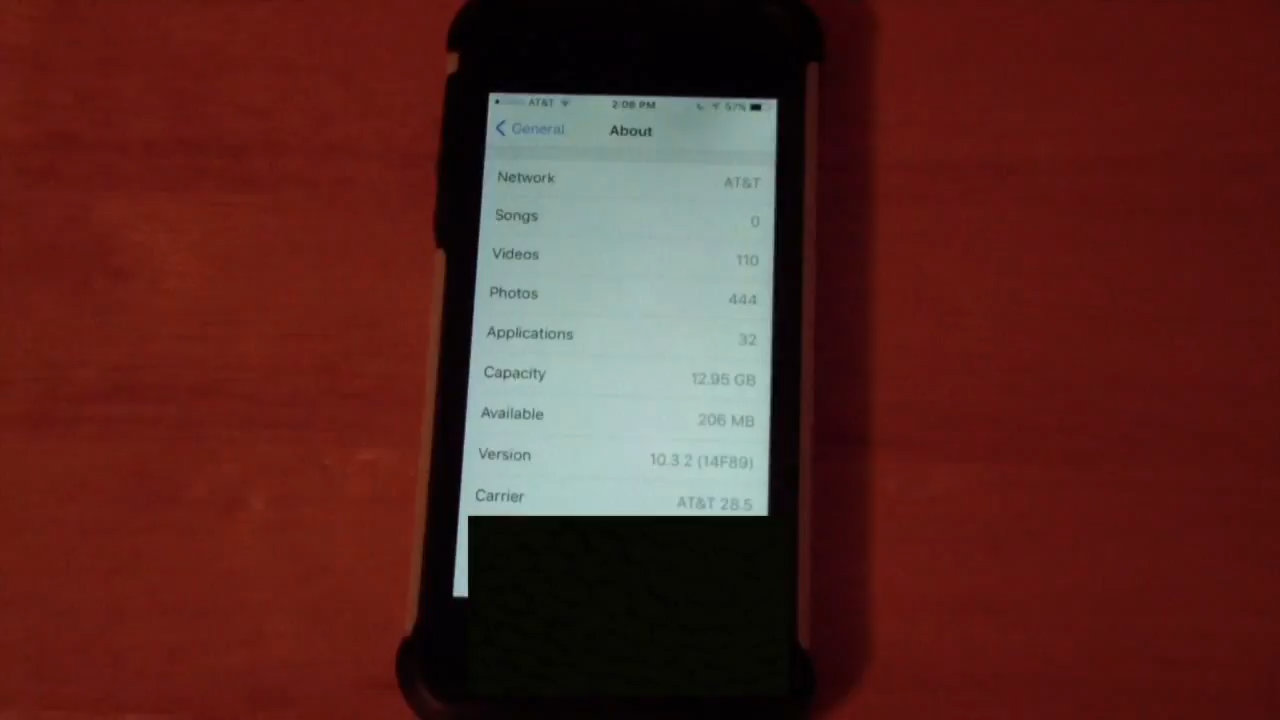 AT&T 2:08 PM 57%
General About
Network AT&T
Songs 0
Videos 110
Photos 444
Applications 32
Capacity 12.95 GB
Available 206 MB
Version 10.3.2 (14F89)
Carrier AT&T 28.5